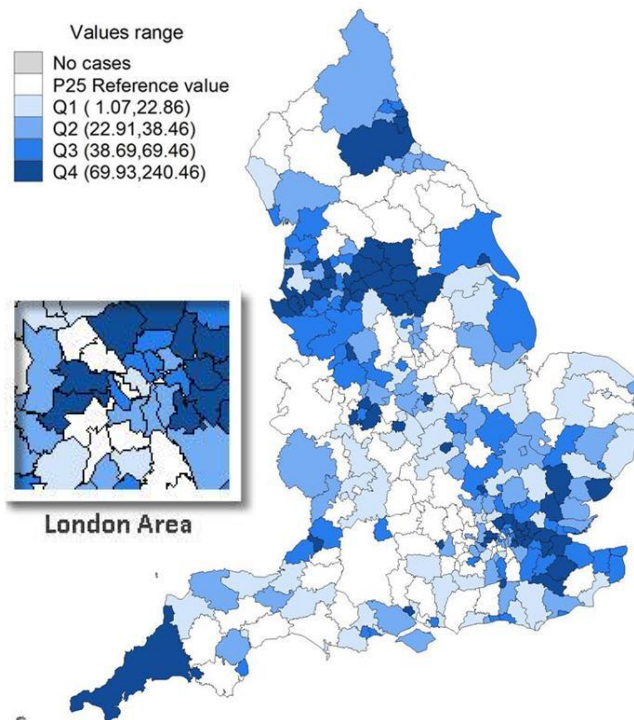 Values range
No cases
P25 Reference value
Q1 ( 1.07,22.86)
Q2 (22.91,38.46)
Q3 (38.69,69.46)
Q4 (69.93,240.46)
London Area